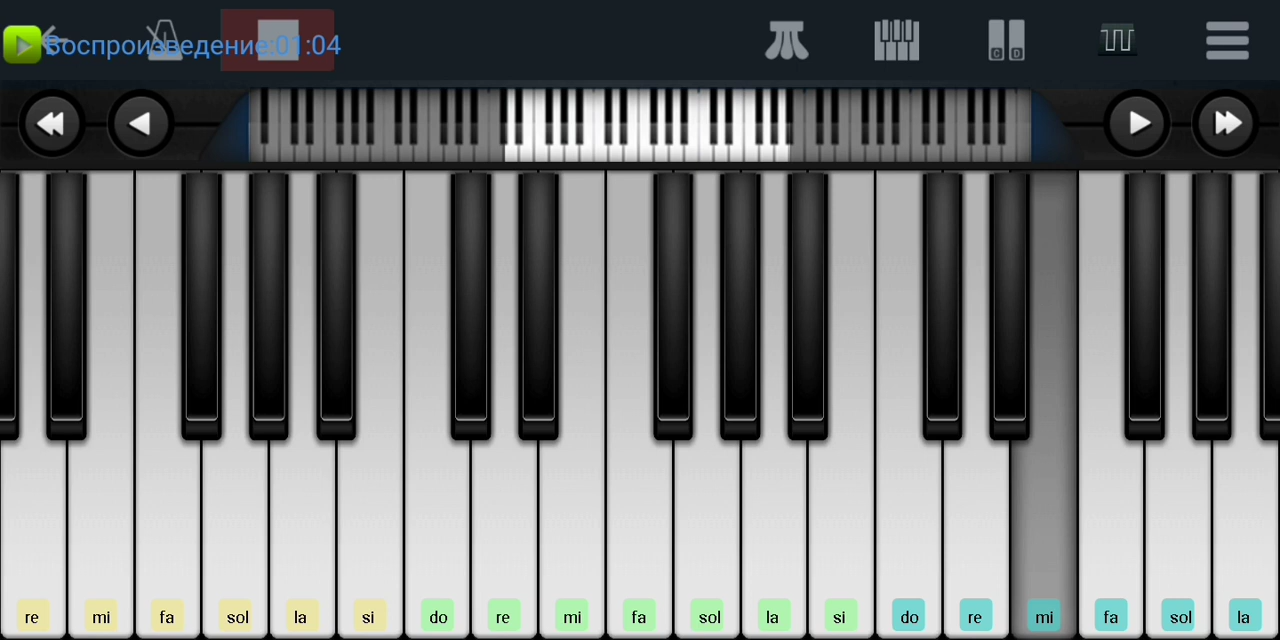 Воспроизведение:01:04
C D
re mi fa sol la si do re mi fa sol la si do re mi fa sol la